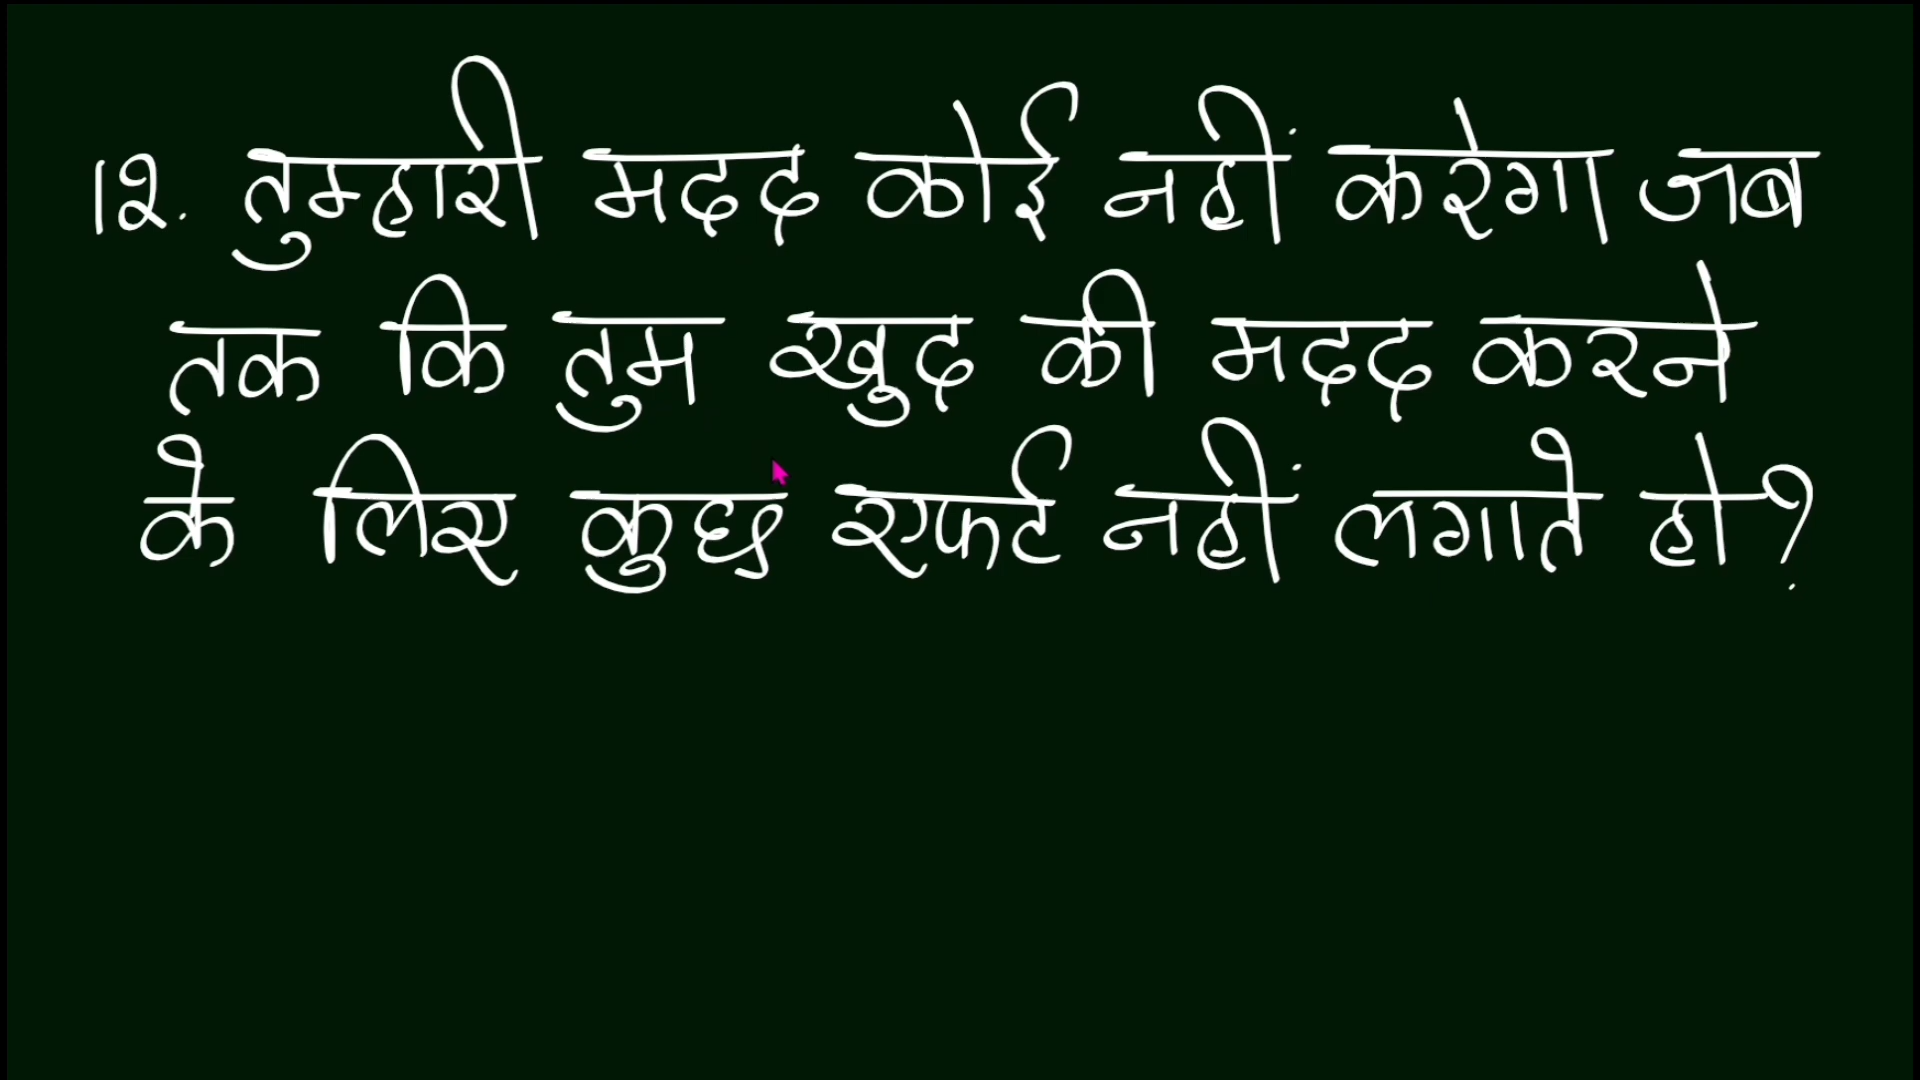 12. तुम्हारी मदद कोई नहीं करेगा जब
तक कि तुम खुद की मदद करने
के लिए कुछ एफर्ट नहीं लगाते हो?